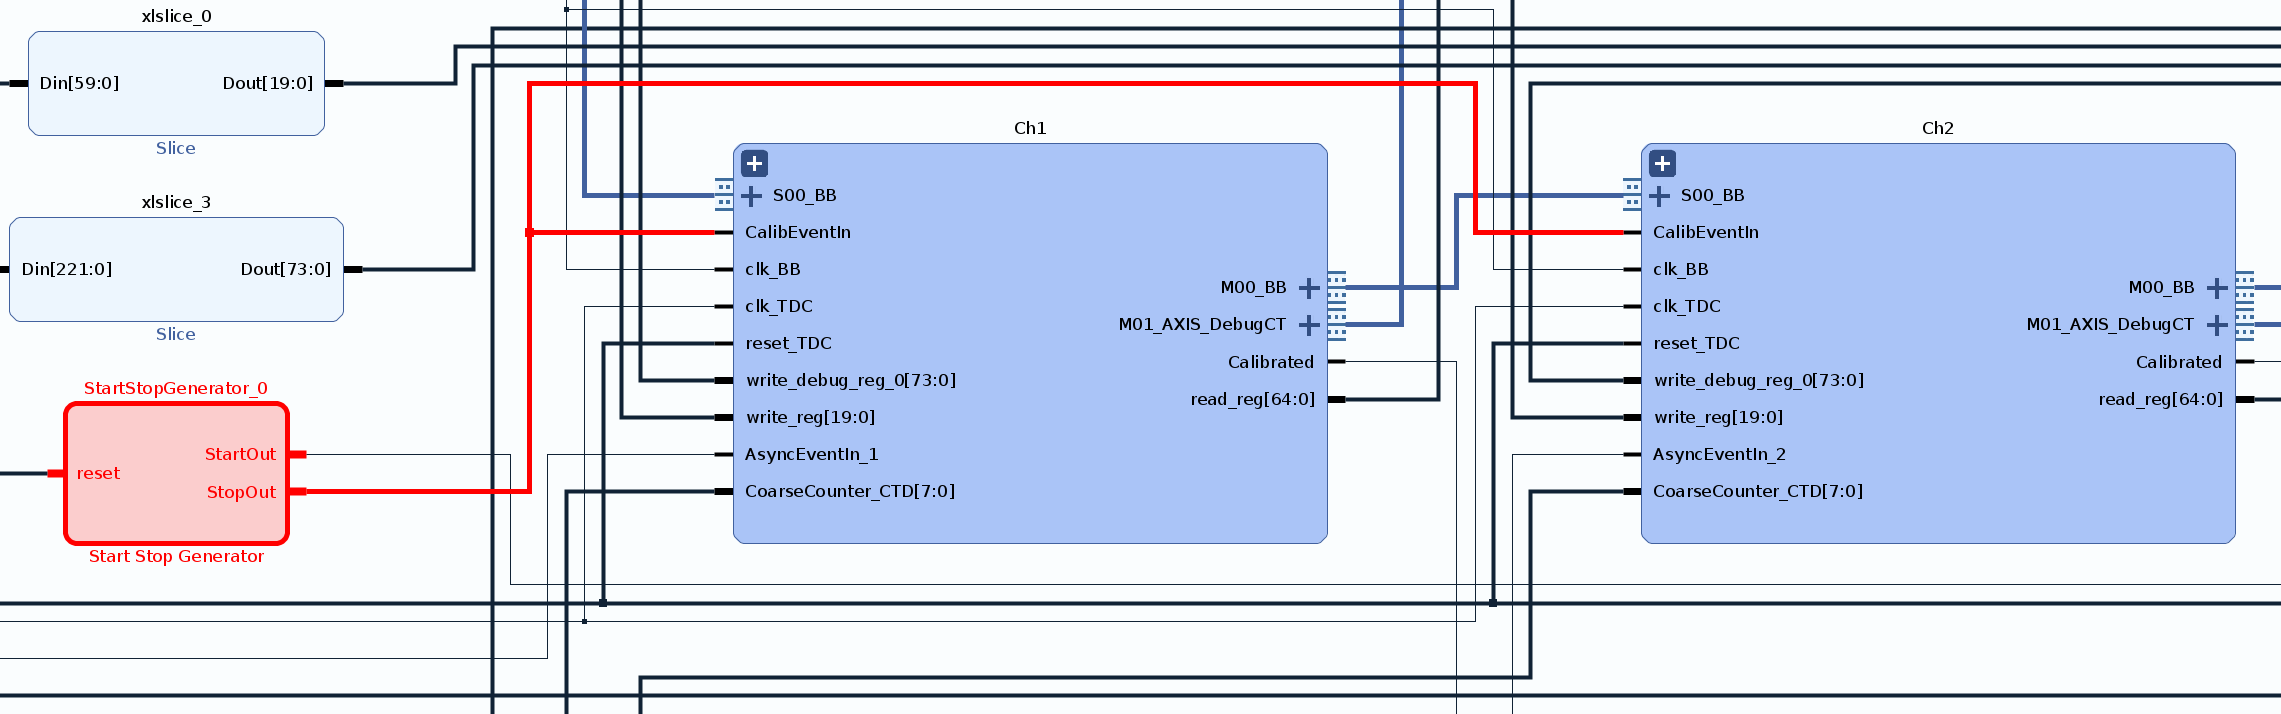 xlslice_0
Din[59:0]
Dout[19:0]
Slice
xlslice_3
Din[221:0]
Dout[73:0]
Slice
StartStopGenerator_0
StartOut
reset
StopOut
Start Stop Generator
Ch1
S00_BB
CalibEventIn
clk_BB
M00_BB
clk_TDC
M01_AXIS_DebugCT
reset_TDC
Calibrated
write_debug_reg_0[73:0]
read_reg[64:0]
write_reg[19:0]
AsyncEventIn_1
CoarseCounter_CTD[7:0]
Ch2
S00_BB
CalibEventIn
clk_BB
M00_BB
clk_TDC
M01_AXIS_DebugCT
reset_TDC
Calibrated
write_debug_reg_0[73:0]
read_reg[64:0]
write_reg[19:0]
AsyncEventIn_2
CoarseCounter_CTD[7:0]